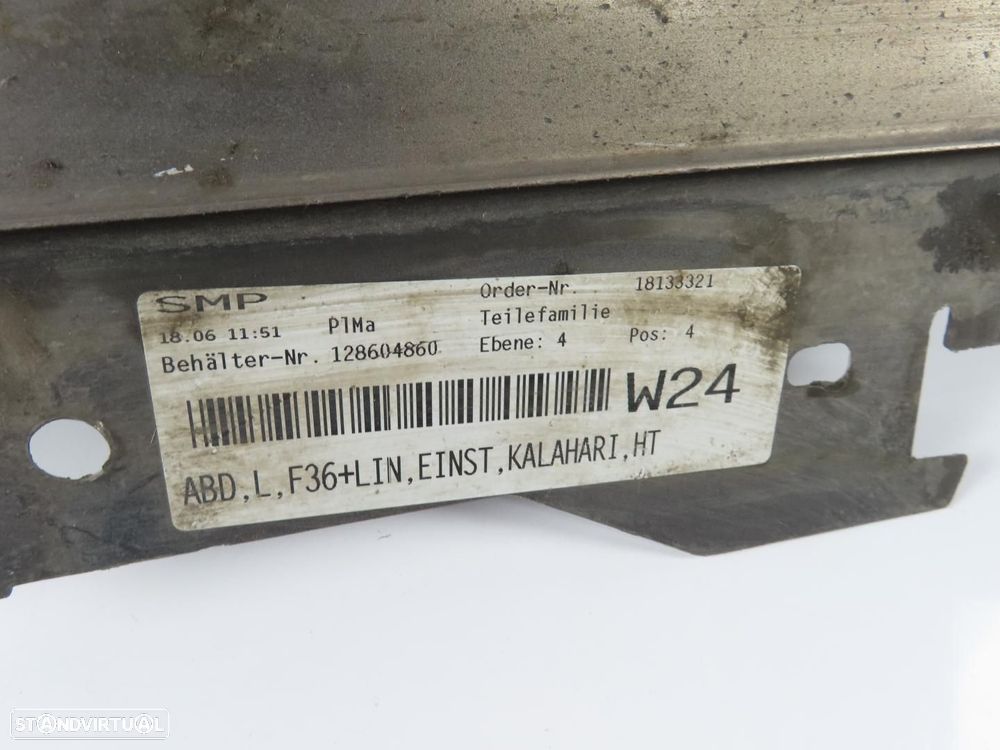 SMP
18.06 11:51 PlMa
Behälter-Nr. 128604860
Order-Nr. 18133321
Teilefamilie
Ebene: 4 Pos: 4
W24
ABD,L,F36+LIN,EINST,KALAHARI,HT
STANDVIRTUAL